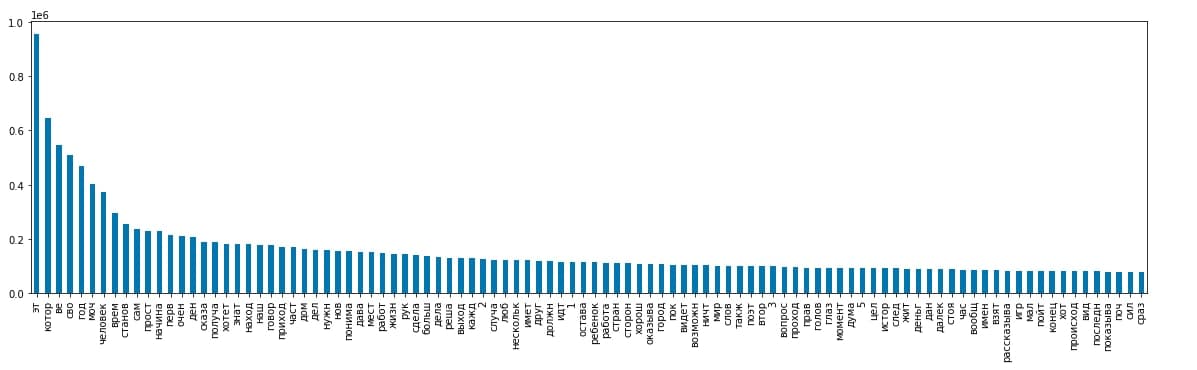 1e6
1.0
0.8
0.6
0.4
0.2
0.0
эт
котор
ве
сво
год
моч
человек
врем
станов
сам
прост
начина
перв
очен
ден
оказа
получа
хотет
знат
наход
наш
говор
приход
част
дом
дел
нужн
нов
понима
дава
мест
работ
жизн
рук
сдела
больш
дела
реша
выход
кажд
2
случа
люб
нескольк
имет
друг
должн
идт
1
остава
ребенок
работа
стран
сторон
хорош
оказыва
город
пок
видет
возможн
ничт
мир
слов
такж
поэт
втор
3
вопрос
проход
прав
голов
глаз
момент
дума
5
цел
истор
след
жит
деньг
дан
далек
стоя
час
вообщ
имен
взят
рассказыва
игр
мал
пойт
конец
хот
происход
вид
последн
показыва
поч
сил
сраз